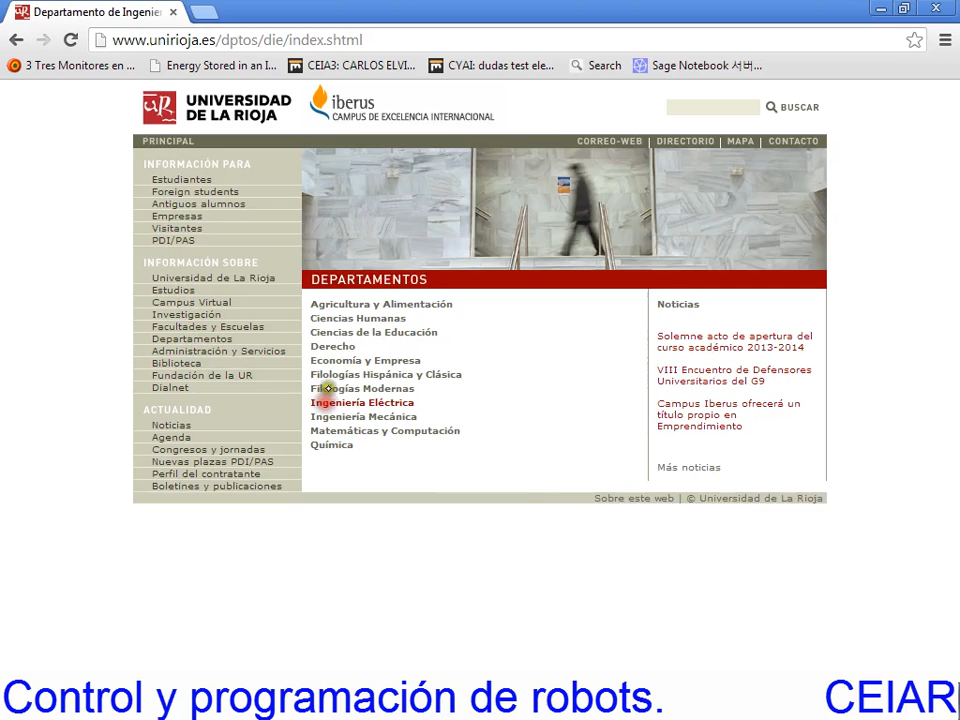 Departamento de Ingenier
www.unirioja.es/dptos/die/index.shtml
3 Tres Monitores en ...
Energy Stored in an I...
CEIA3: CARLOS ELVI...
CYAI: dudas test ele...
Search
Sage Notebook 서버...
UR
UNIVERSIDAD DE LA RIOJA
iberus
CAMPUS DE EXCELENCIA INTERNACIONAL
BUSCAR
PRINCIPAL
CORREO-WEB | DIRECTORIO | MAPA | CONTACTO
INFORMACIÓN PARA
Estudiantes
Foreign students
Antiguos alumnos
Empresas
Visitantes
PDI/PAS
INFORMACIÓN SOBRE
Universidad de La Rioja
Estudios
Campus Virtual
Investigación
Facultades y Escuelas
Departamentos
Administración y Servicios
Biblioteca
Fundación de la UR
Dialnet
ACTUALIDAD
Noticias
Agenda
Congresos y jornadas
Nuevas plazas PDI/PAS
Perfil del contratante
Boletines y publicaciones
DEPARTAMENTOS
Agricultura y Alimentación
Ciencias Humanas
Ciencias de la Educación
Derecho
Economía y Empresa
Filologías Hispánica y Clásica
Filologías Modernas
Ingeniería Eléctrica
Ingeniería Mecánica
Matemáticas y Computación
Química
Noticias
Solemne acto de apertura del
curso académico 2013-2014
VIII Encuentro de Defensores
Universitarios del G9
Campus Iberus ofrecerá un
título propio en
Emprendimiento
Más noticias
Sobre este web | © Universidad de La Rioja
Control y programación de robots. CEIAR